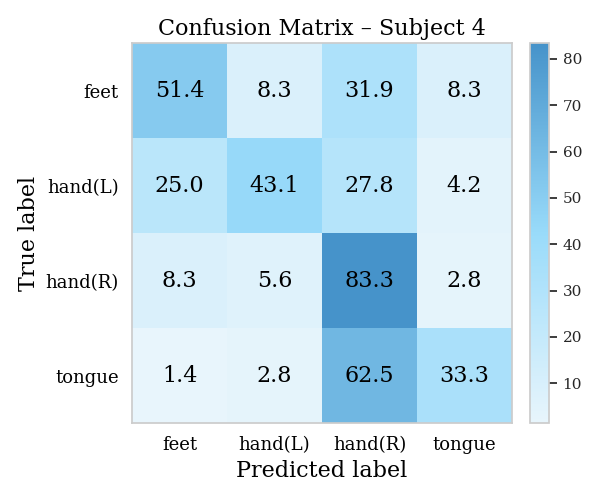 Confusion Matrix – Subject 4
True label
feet 51.4 8.3 31.9 8.3
hand(L) 25.0 43.1 27.8 4.2
hand(R) 8.3 5.6 83.3 2.8
tongue 1.4 2.8 62.5 33.3
feet hand(L) hand(R) tongue
Predicted label
80
70
60
50
40
30
20
10